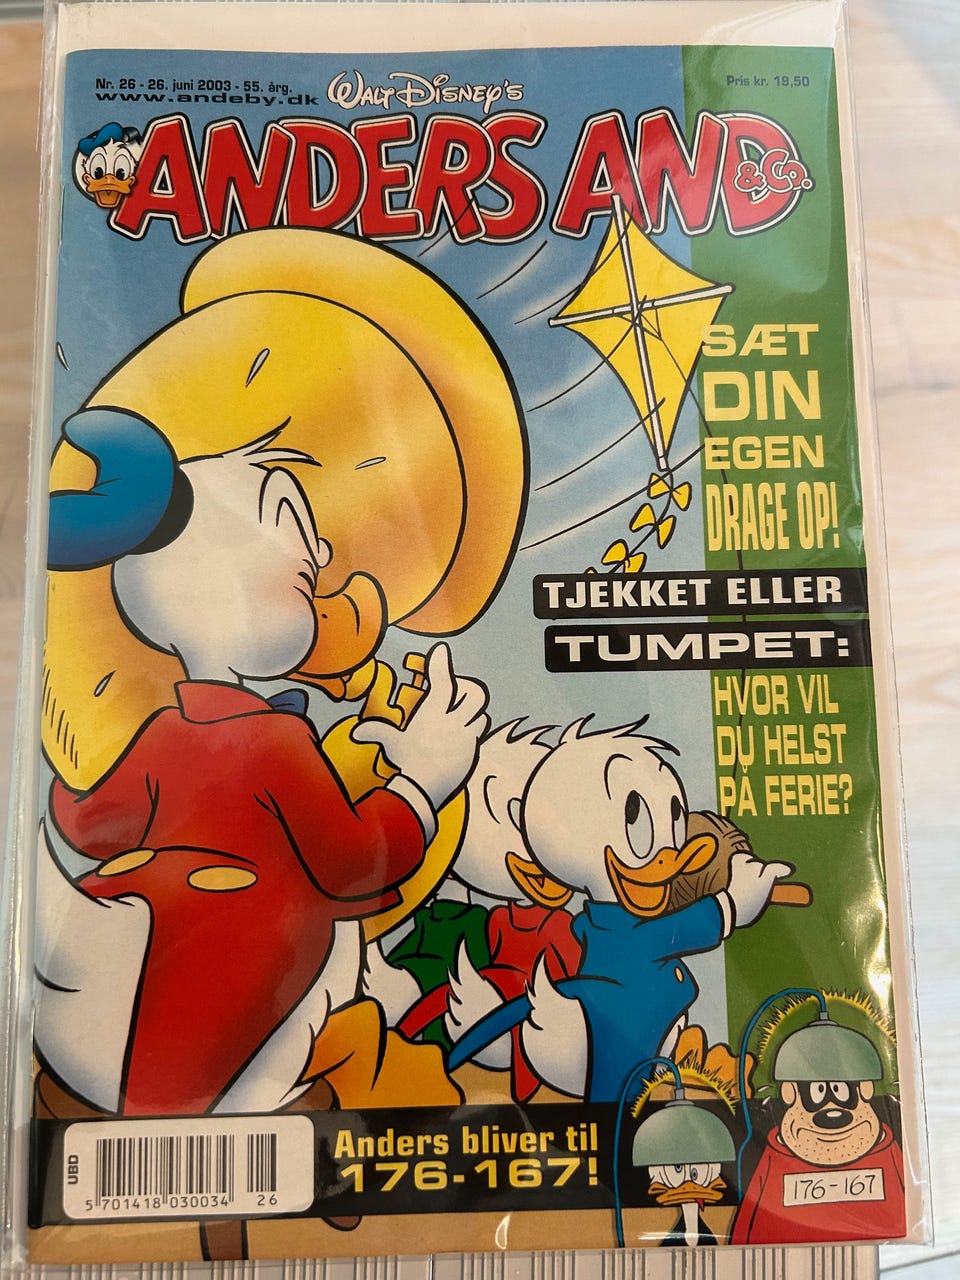 Nr. 26 - 26. juni 2003 - 55. årg.
www.andeby.dk
Walt Disney's
Pris kr. 19,50
ANDERS AND
& Co.
SÆT
DIN
EGEN
DRAGE OP!
TJEKKET ELLER
TUMPET:
HVOR VIL
DU HELST
PÅ FERIE?
Anders bliver til
176-167!
176-167
UBD
5 701418 030034
26